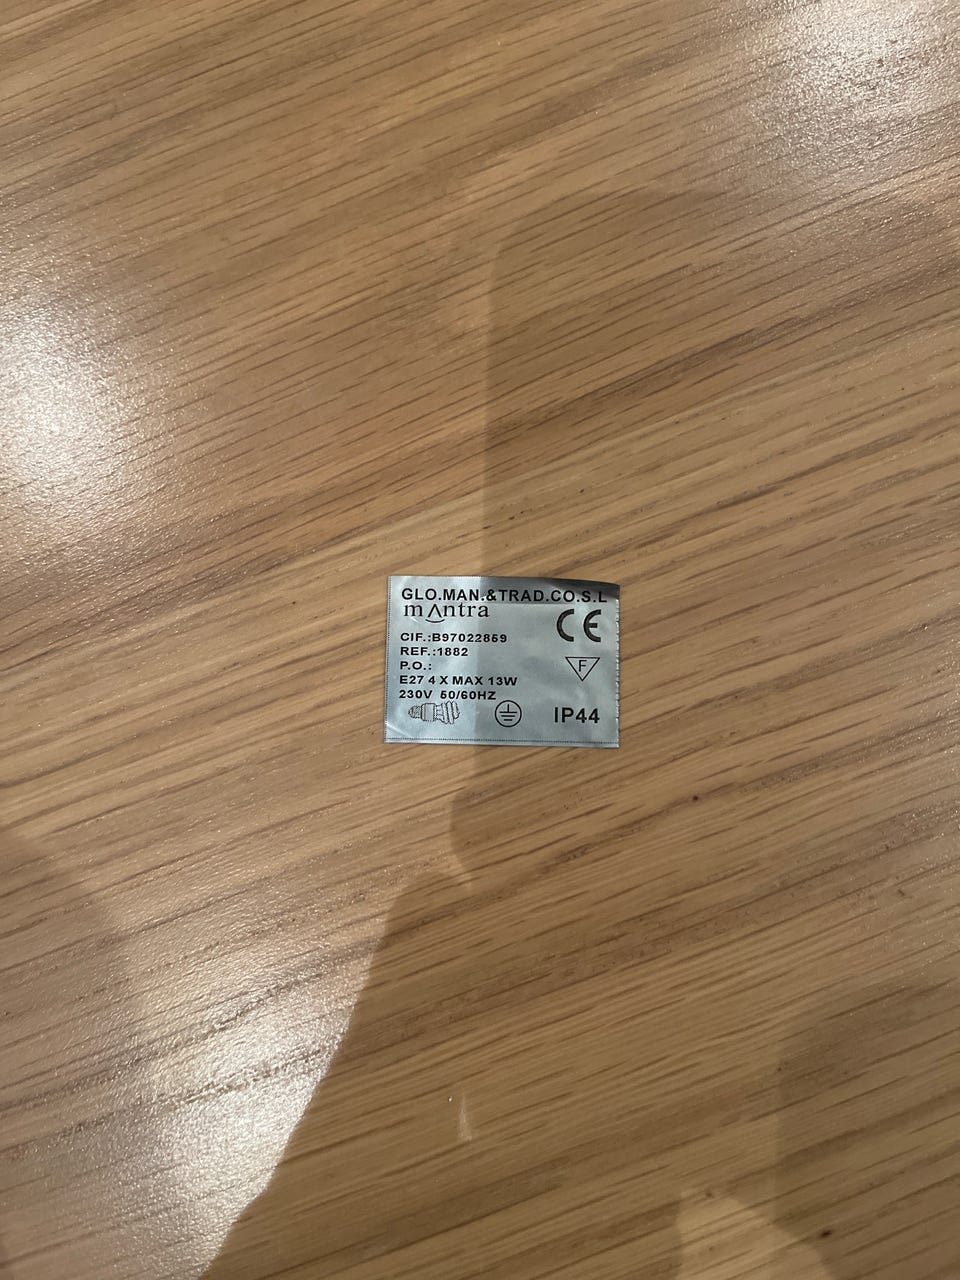 GLO.MAN.&TRAD.CO.S.L
mantra
CE
CIF.:B97022859
REF.:1882
F
P.O.:
E27 4 X MAX 13W
230V 50/60HZ
IP44